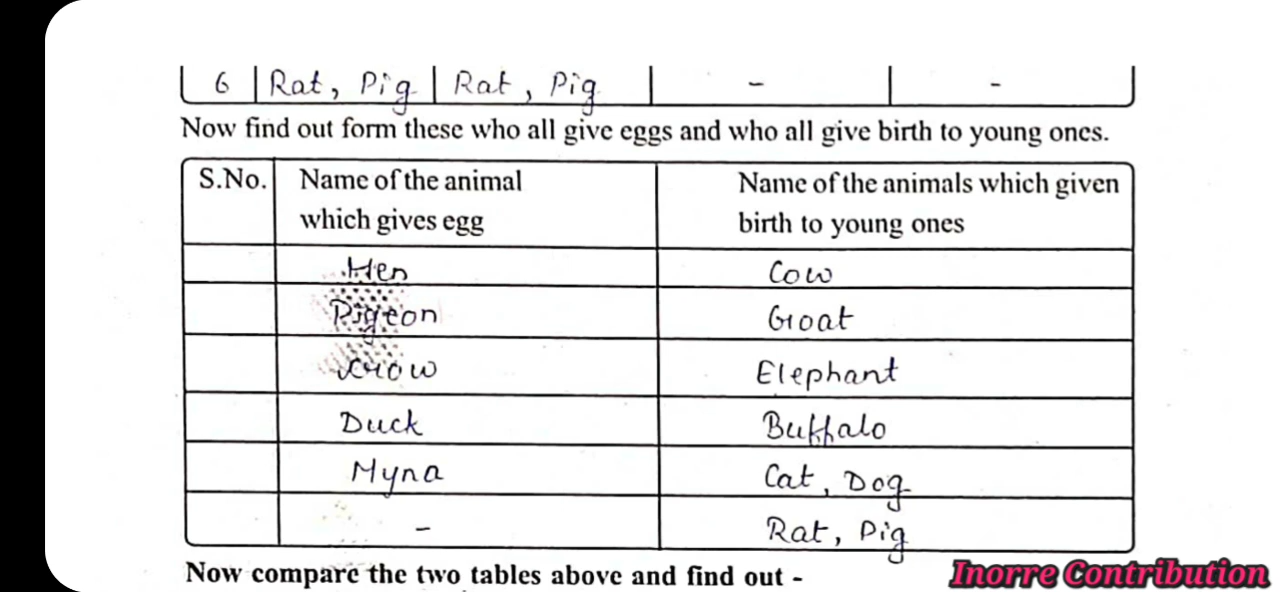 6 Rat, Pig Rat, Pig - -
Now find out form these who all give eggs and who all give birth to young ones.
S.No. Name of the animal Name of the animals which given
which gives egg birth to young ones
Hen Cow
Pigeon Goat
Crow Elephant
Duck Buffalo
Myna Cat, Dog
- Rat, Pig
Now compare the two tables above and find out -
Inorre Contribution